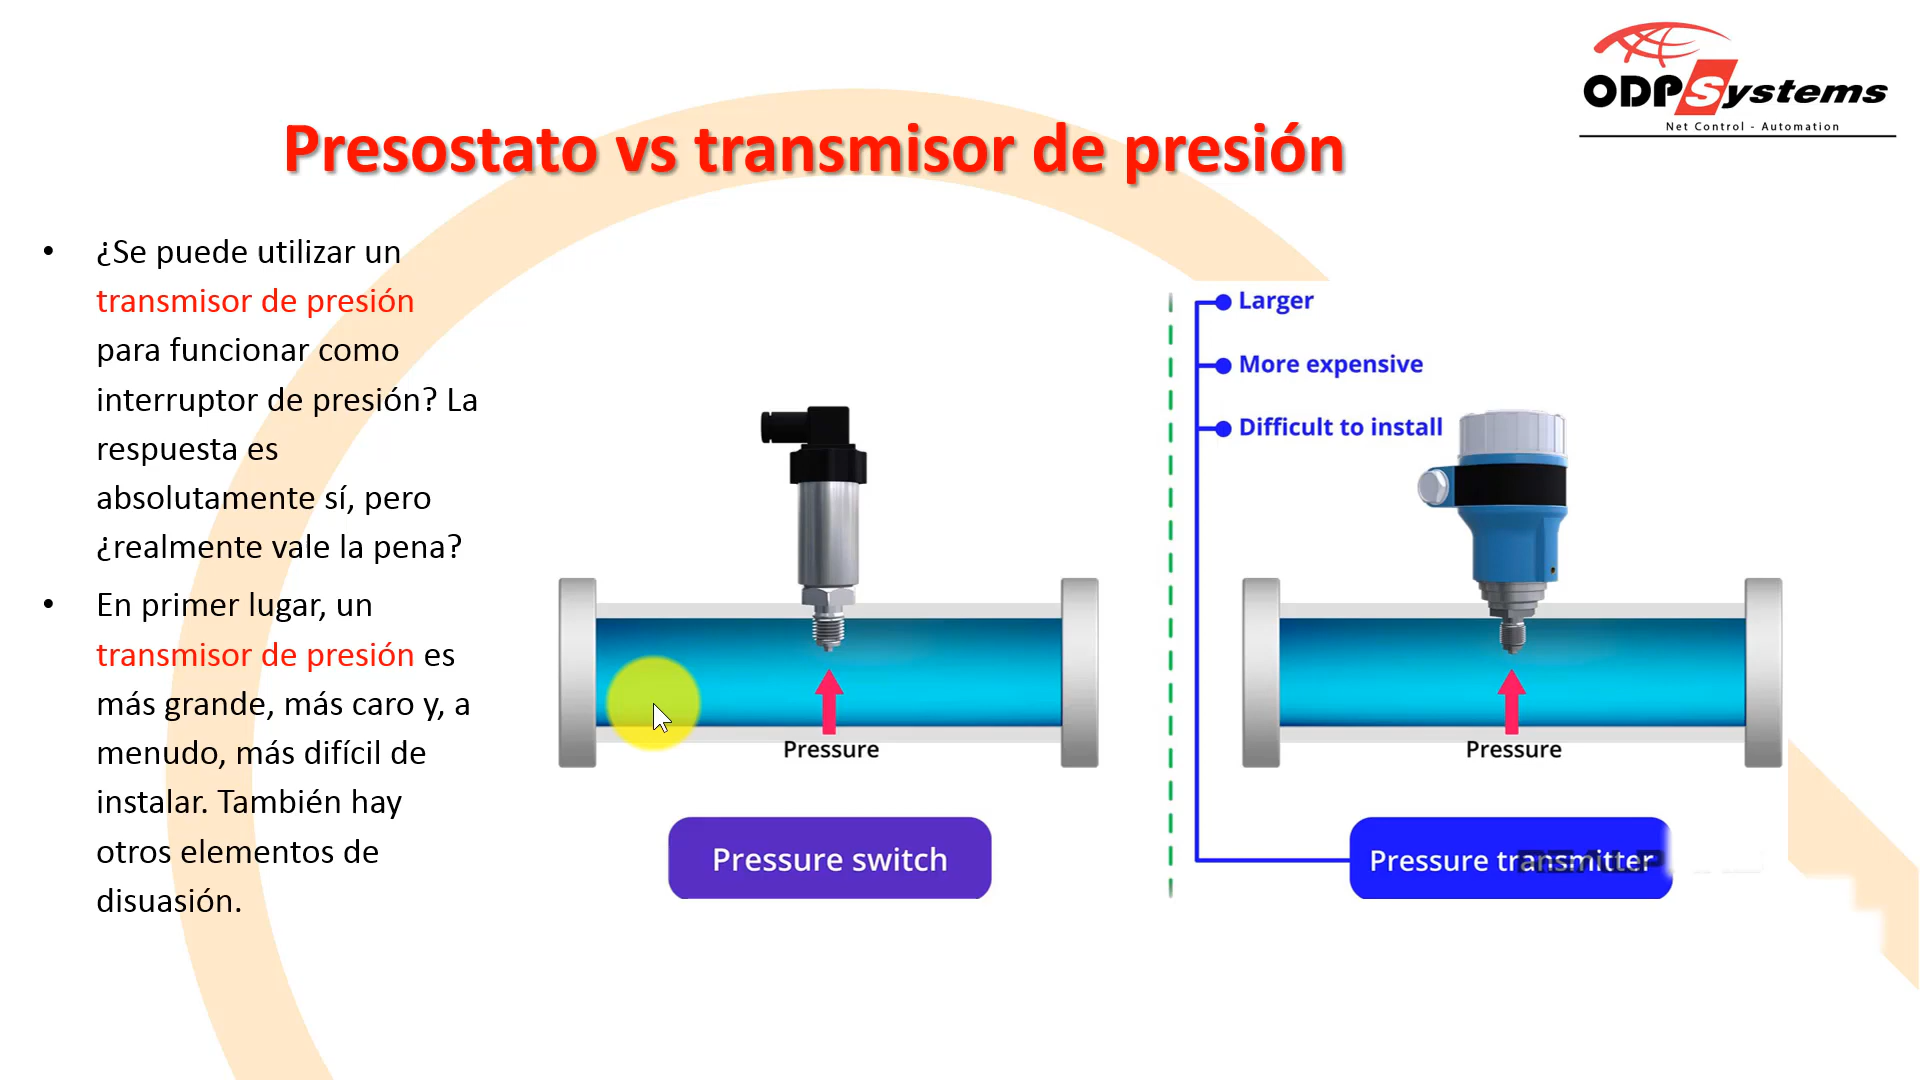 ODPSystems
Net Control - Automation
Presostato vs transmisor de presión
• ¿Se puede utilizar un
transmisor de presión
para funcionar como
interruptor de presión? La
respuesta es
absolutamente sí, pero
¿realmente vale la pena?
• En primer lugar, un
transmisor de presión es
más grande, más caro y, a
menudo, más difícil de
instalar. También hay
otros elementos de
disuasión.
Larger
More expensive
Difficult to install
Pressure
Pressure
Pressure switch
Pressure transmitter